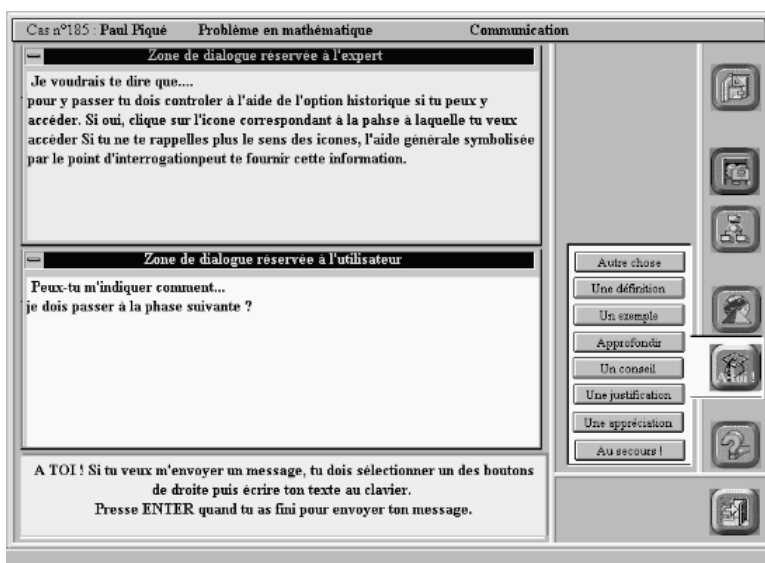 Cas n°185 : Paul Piqué Problème en mathématique Communication
Zone de dialogue réservée à l'expert
Je voudrais te dire que....
pour y passer tu dois controler à l'aide de l'option historique si tu peux y
accéder. Si oui, clique sur l'icone correspondant à la pahse à laquelle tu veux
accéder Si tu ne te rappelles plus le sens des icones, l'aide générale symbolisée
par le point d'interrogationpeut te fournir cette information.
Zone de dialogue réservée à l'utilisateur
Peux-tu m'indiquer comment...
je dois passer à la phase suivante ?
Autre chose
Une définition
Un exemple
Approfondir
Un conseil
Une justification
Une appréciation
Au secours !
A toi !
A TOI ! Si tu veux m'envoyer un message, tu dois sélectionner un des boutons
de droite puis écrire ton texte au clavier.
Presse ENTER quand tu as fini pour envoyer ton message.